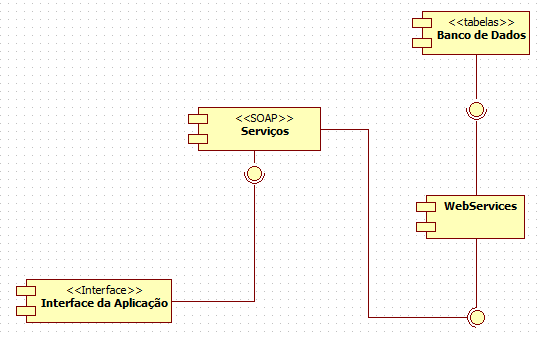 <<tabelas>>
Banco de Dados
<<SOAP>>
Serviços
WebServices
<<Interface>>
Interface da Aplicação